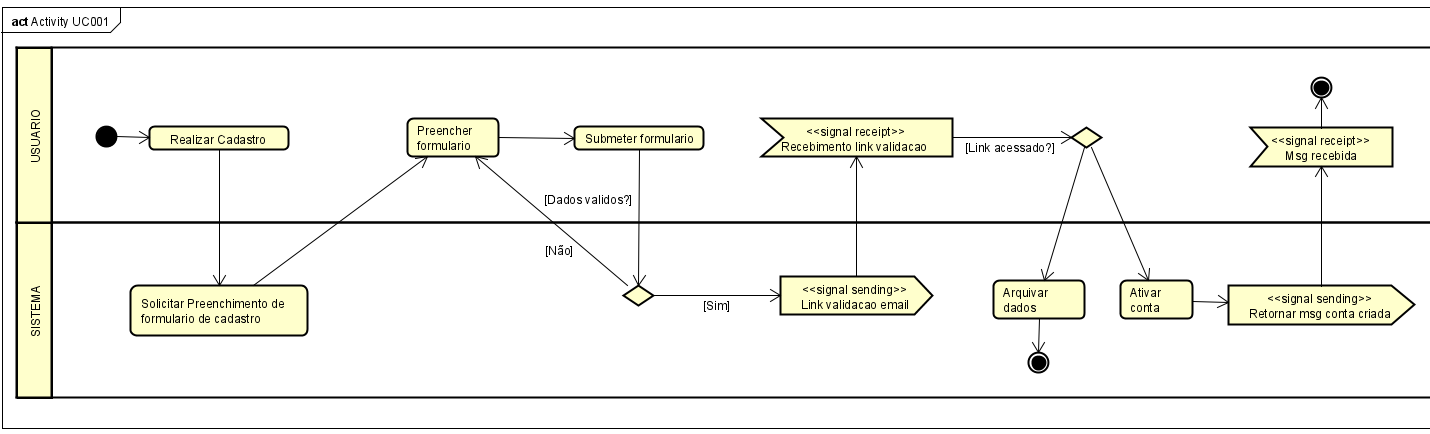 act Activity UC001
USUARIO
Realizar Cadastro
Preencher
formulario
Submeter formulario
<<signal receipt>>
Recebimento link validacao
[Link acessado?]
<<signal receipt>>
Msg recebida
[Dados validos?]
[Não]
SISTEMA
Solicitar Preenchimento de
formulario de cadastro
[Sim]
<<signal sending>>
Link validacao email
Arquivar
dados
Ativar
conta
<<signal sending>>
Retornar msg conta criada